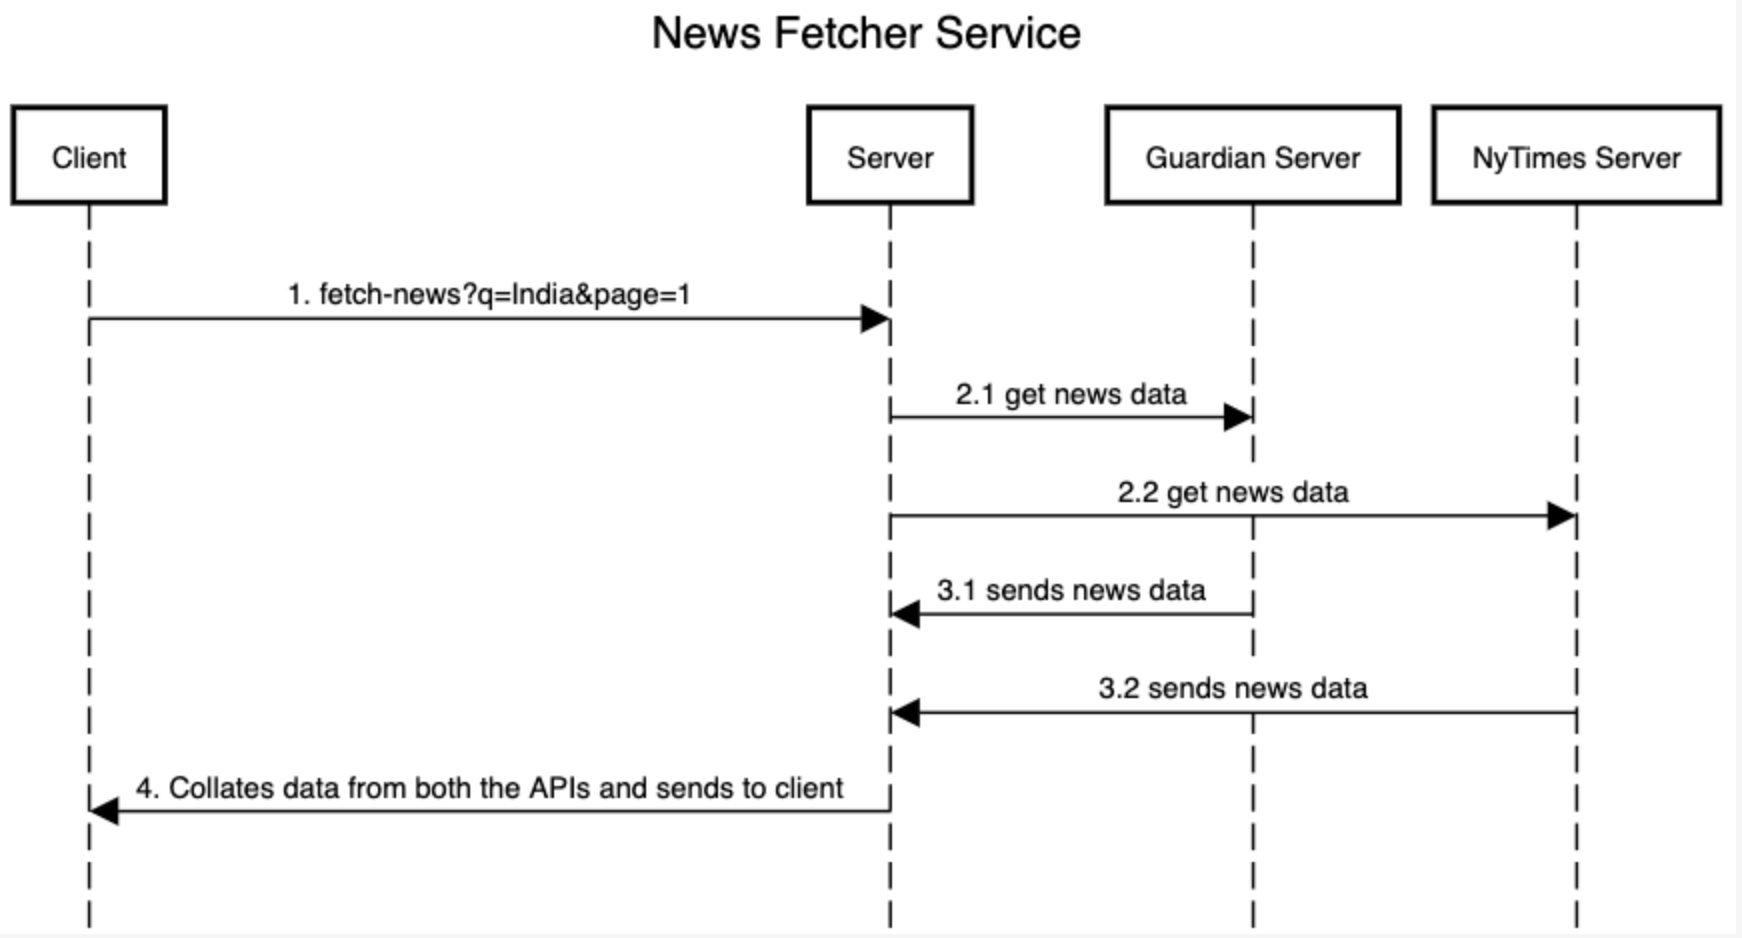 News Fetcher Service
Client
Server
Guardian Server
NyTimes Server
1. fetch-news?q=India&page=1
2.1 get news data
2.2 get news data
3.1 sends news data
3.2 sends news data
4. Collates data from both the APIs and sends to client